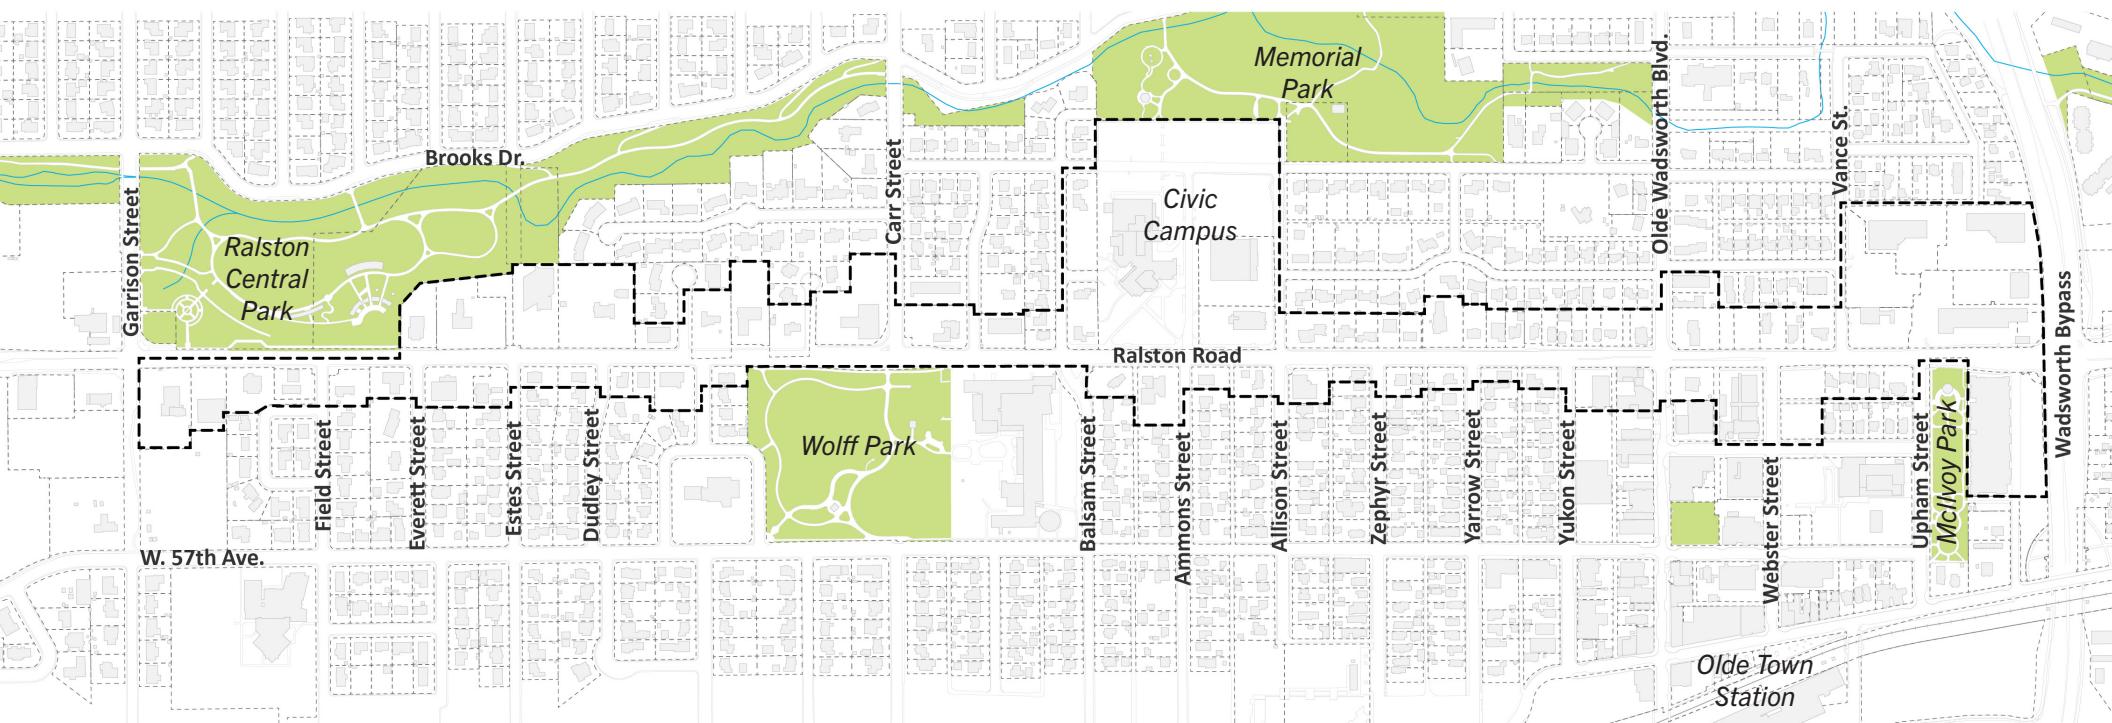 Memorial
Park
Olde Wadsworth Blvd.
Vance St.
Brooks Dr.
Carr Street
Garrison Street
Civic
Campus
Ralston
Central
Park
Wadsworth Bypass
Ralston Road
Wolff Park
Field Street
Everett Street
Estes Street
Dudley Street
Balsam Street
Ammons Street
Allison Street
Zephyr Street
Yarrow Street
Yukon Street
Webster Street
Upham Street
McIlvoy Park
W. 57th Ave.
Olde Town
Station